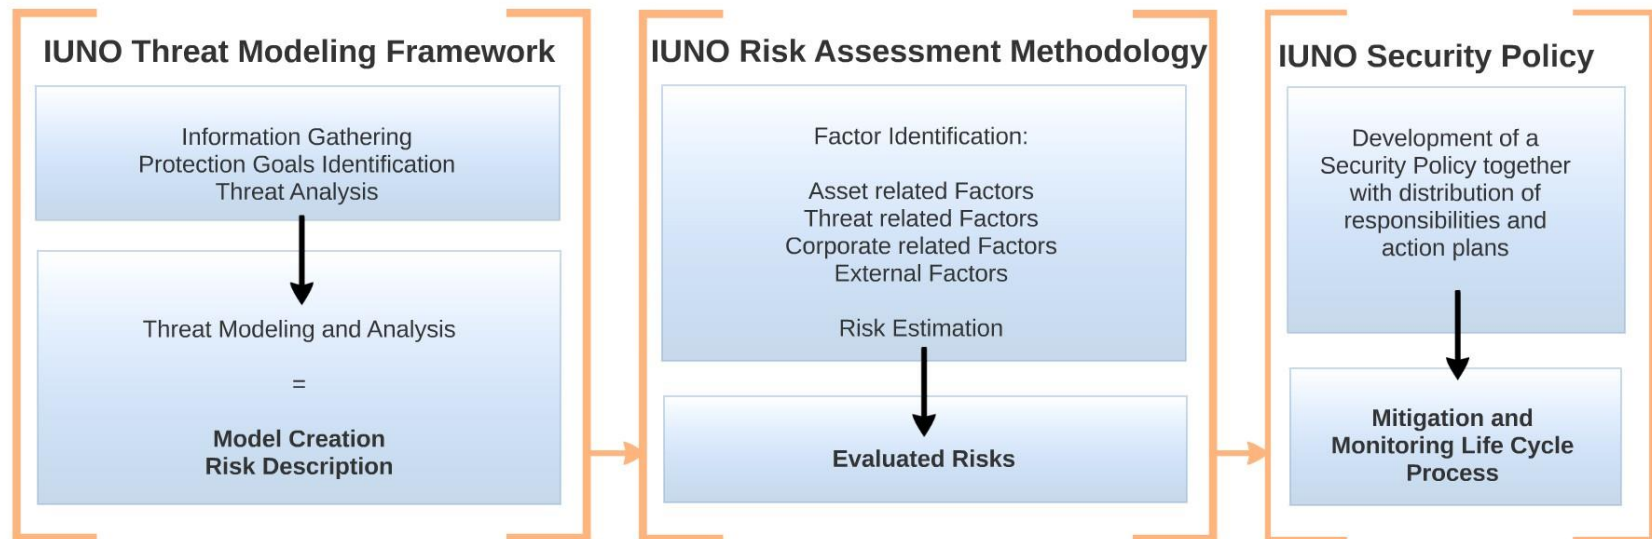 IUNO Threat Modeling Framework
Information Gathering
Protection Goals Identification
Threat Analysis
Threat Modeling and Analysis
=
Model Creation
Risk Description
IUNO Risk Assessment Methodology
Factor Identification:
Asset related Factors
Threat related Factors
Corporate related Factors
External Factors
Risk Estimation
Evaluated Risks
IUNO Security Policy
Development of a
Security Policy together
with distribution of
responsibilities and
action plans
Mitigation and
Monitoring Life Cycle
Process